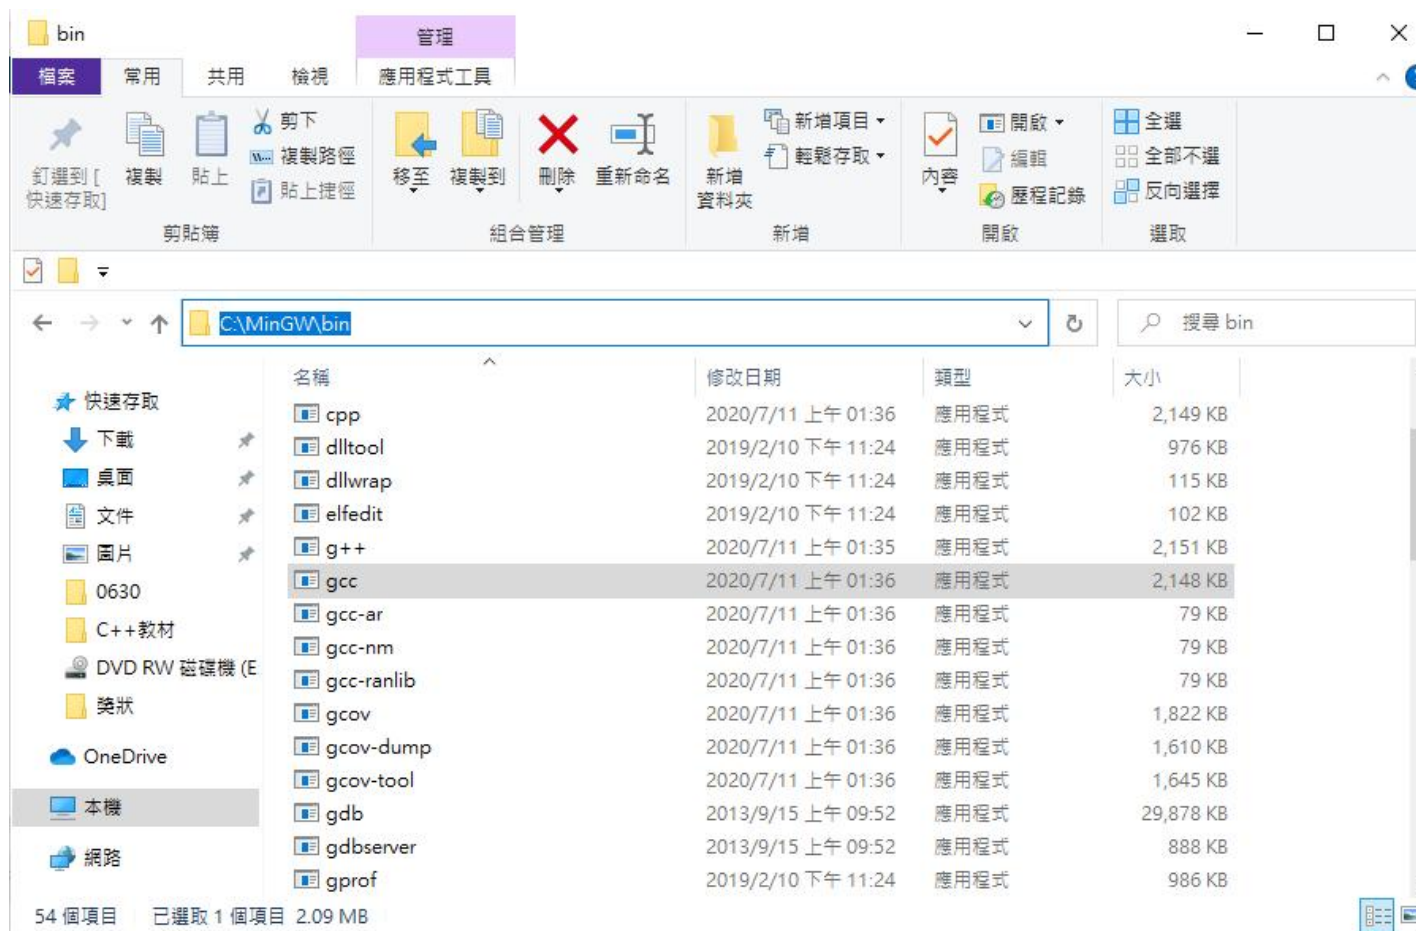 bin
管理
檔案 常用 共用 檢視 應用程式工具
釘選到 [快速存取]
複製
貼上
剪下
複製路徑
貼上捷徑
移至
複製到
刪除
重新命名
新增資料夾
新增項目
輕鬆存取
內容
開啟
編輯
歷程記錄
全選
全部不選
反向選擇
剪貼簿 組合管理 新增 開啟 選取
C:\MinGW\bin
搜尋 bin
快速存取
下載
桌面
文件
圖片
0630
C++教材
DVD RW 磁碟機 (E
獎狀
OneDrive
本機
網路
名稱 修改日期 類型 大小
cpp 2020/7/11 上午 01:36 應用程式 2,149 KB
dlltool 2019/2/10 下午 11:24 應用程式 976 KB
dllwrap 2019/2/10 下午 11:24 應用程式 115 KB
elfedit 2019/2/10 下午 11:24 應用程式 102 KB
g++ 2020/7/11 上午 01:35 應用程式 2,151 KB
gcc 2020/7/11 上午 01:36 應用程式 2,148 KB
gcc-ar 2020/7/11 上午 01:36 應用程式 79 KB
gcc-nm 2020/7/11 上午 01:36 應用程式 79 KB
gcc-ranlib 2020/7/11 上午 01:36 應用程式 79 KB
gcov 2020/7/11 上午 01:36 應用程式 1,822 KB
gcov-dump 2020/7/11 上午 01:36 應用程式 1,610 KB
gcov-tool 2020/7/11 上午 01:36 應用程式 1,645 KB
gdb 2013/9/15 上午 09:52 應用程式 29,878 KB
gdbserver 2013/9/15 上午 09:52 應用程式 888 KB
gprof 2019/2/10 下午 11:24 應用程式 986 KB
54 個項目 已選取 1 個項目 2.09 MB